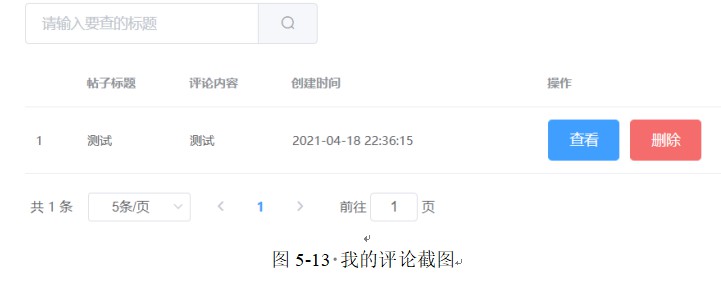 请输入要查的标题
帖子标题 评论内容 创建时间 操作
1 测试 测试 2021-04-18 22:36:15 查看 删除
共 1 条 5条/页 1 前往 1 页
图 5-13 我的评论截图